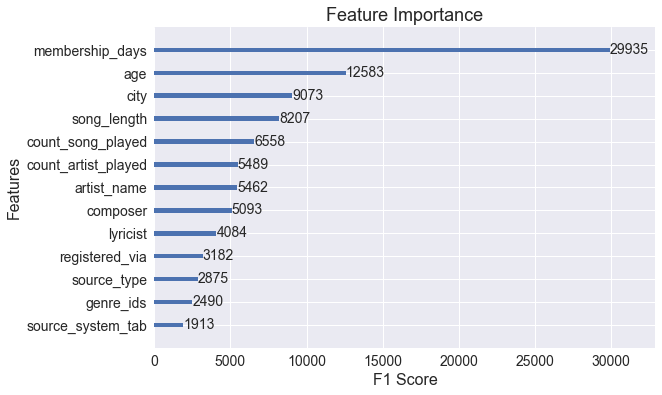 Feature Importance
membership_days 29935
age 12583
city 9073
song_length 8207
count_song_played 6558
count_artist_played 5489
artist_name 5462
composer 5093
lyricist 4084
registered_via 3182
source_type 2875
genre_ids 2490
source_system_tab 1913
Features
0 5000 10000 15000 20000 25000 30000
F1 Score